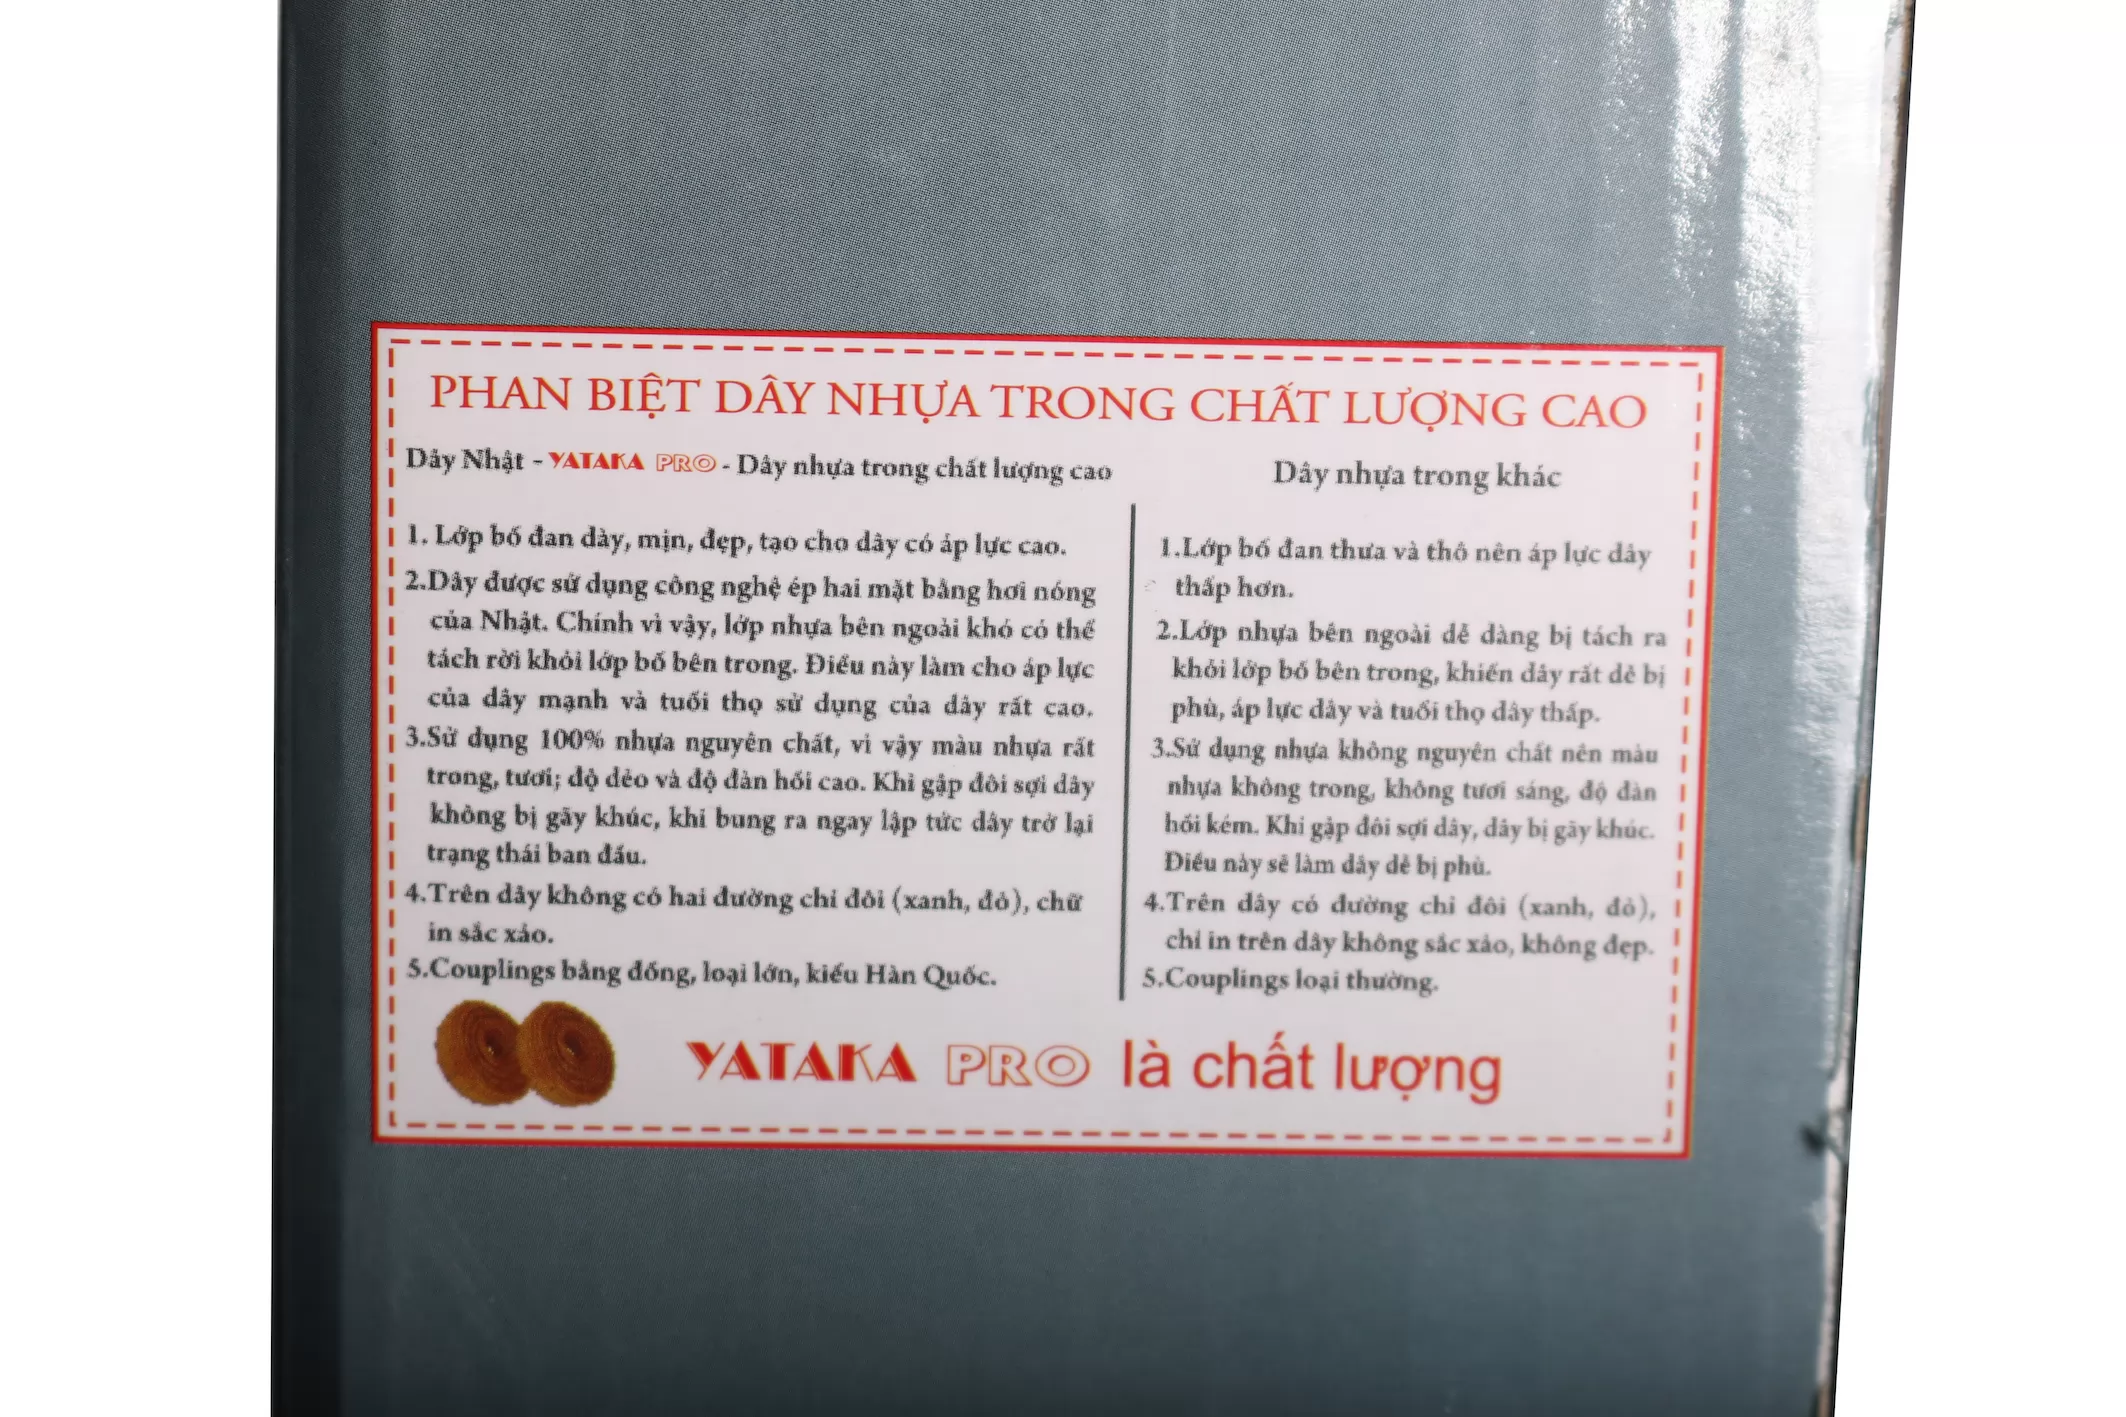 PHAN BIỆT DÂY NHỰA TRONG CHẤT LƯỢNG CAO
Dây Nhật - YATAKA PRO - Dây nhựa trong chất lượng cao
1. Lớp bố đan dày, mịn, đẹp, tạo cho dây có áp lực cao.
2.Dây được sử dụng công nghệ ép hai mặt bằng hơi nóng
của Nhật. Chính vì vậy, lớp nhựa bên ngoài khó có thể
tách rời khỏi lớp bố bên trong. Điều này làm cho áp lực
của dây mạnh và tuổi thọ sử dụng của dây rất cao.
3.Sử dụng 100% nhựa nguyên chất, vì vậy màu nhựa rất
trong, tươi; độ dẻo và độ đàn hồi cao. Khi gập đôi sợi dây
không bị gãy khúc, khi bung ra ngay lập tức dây trở lại
trạng thái ban đầu.
4.Trên dây không có hai đường chỉ đôi (xanh, đỏ), chữ
in sắc xảo.
5.Couplings bằng đồng, loại lớn, kiểu Hàn Quốc.
Dây nhựa trong khác
1.Lớp bố đan thưa và thô nên áp lực dây
thấp hơn.
2.Lớp nhựa bên ngoài dễ dàng bị tách ra
khỏi lớp bố bên trong, khiến dây rất dễ bị
phù, áp lực dây và tuổi thọ dây thấp.
3.Sử dụng nhựa không nguyên chất nên màu
nhựa không trong, không tươi sáng, độ đàn
hồi kém. Khi gập đôi sợi dây, dây bị gãy khúc.
Điều này sẽ làm dây dễ bị phù.
4.Trên dây có đường chỉ đôi (xanh, đỏ),
chỉ in trên dây không sắc xảo, không đẹp.
5.Couplings loại thường.
YATAKA PRO là chất lượng